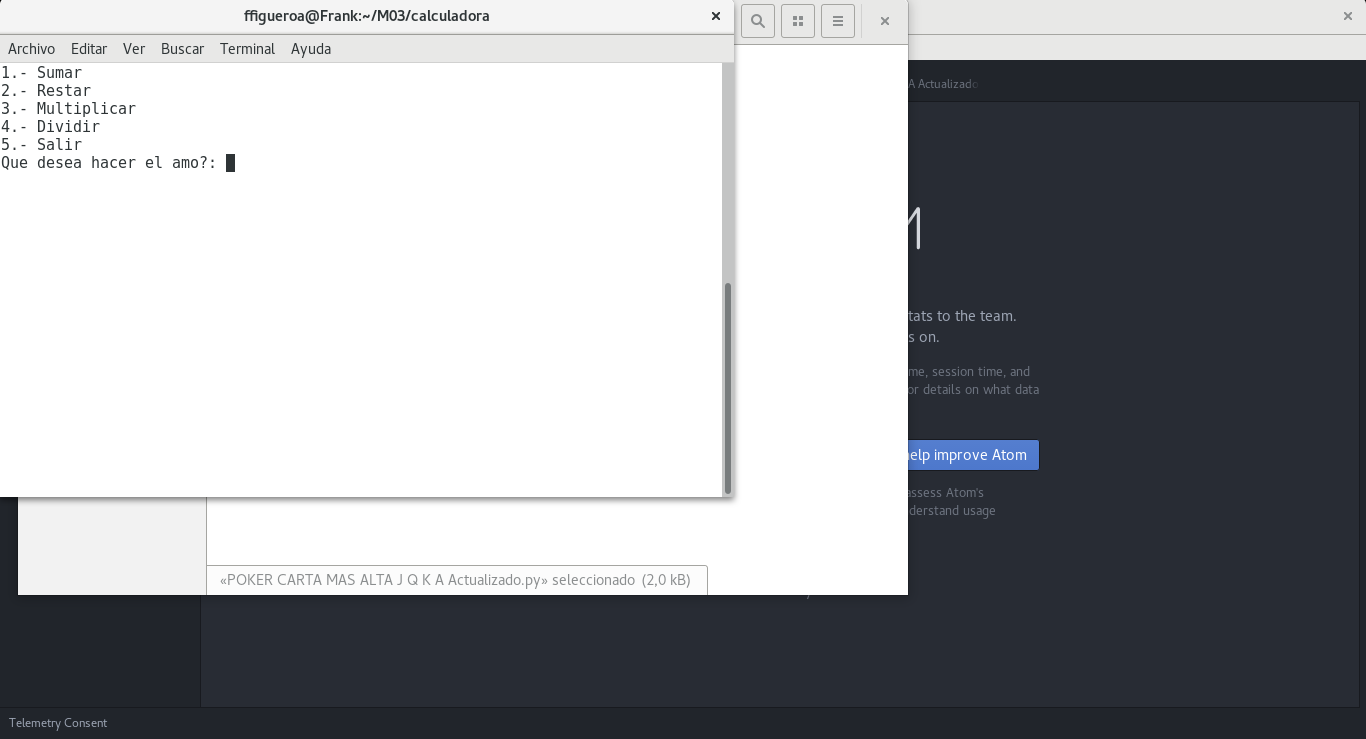 ffigueroa@Frank:~/M03/calculadora
Archivo Editar Ver Buscar Terminal Ayuda
1.- Sumar
2.- Restar
3.- Multiplicar
4.- Dividir
5.- Salir
Que desea hacer el amo?:
A Actualizado
tats to the team.
s on.
me, session time, and
or details on what data
help improve Atom
assess Atom's
derstand usage
«POKER CARTA MAS ALTA J Q K A Actualizado.py» seleccionado (2,0 kB)
Telemetry Consent